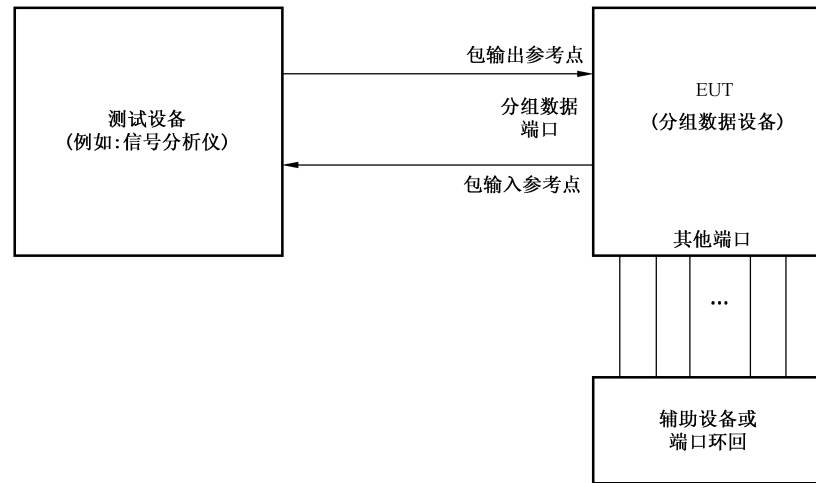 测试设备
(例如:信号分析仪)
包输出参考点
分组数据
端口
包输入参考点
EUT
(分组数据设备)
其他端口
…
辅助设备或
端口环回